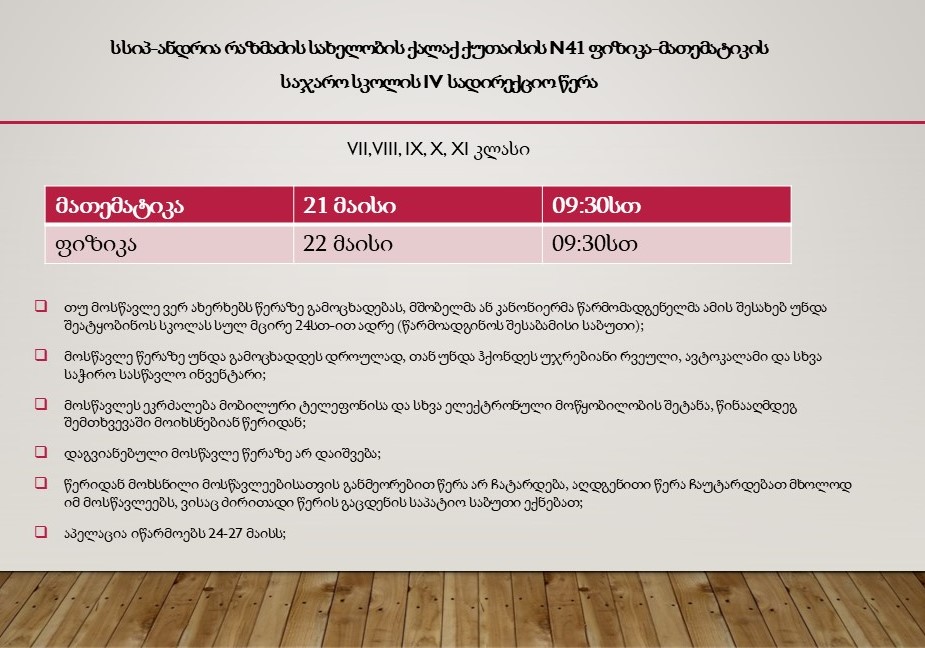 სსიპ-ანდრია რაზმაძის სახელობის ქალაქ ქუთაისის N41 ფიზიკა-მათემატიკის
საჯარო სკოლის IV სადირექციო წერა
VII,VIII, IX, X, XI კლასი
მათემატიკა 21 მაისი 09:30სთ
ფიზიკა 22 მაისი 09:30სთ
თუ მოსწავლე ვერ ახერხებს წერაზე გამოცხადებას, მშობელმა ან კანონიერმა წარმომადგენელმა ამის შესახებ უნდა
შეატყობინოს სკოლას სულ მცირე 24სთ-ით ადრე (წარმოადგინოს შესაბამისი საბუთი);
მოსწავლე წერაზე უნდა გამოცხადდეს დროულად, თან უნდა ჰქონდეს უჯრებიანი რვეული, ავტოკალამი და სხვა
საჭირო სასწავლო ინვენტარი;
მოსწავლეს ეკრძალება მობილური ტელეფონისა და სხვა ელექტრონული მოწყობილობის შეტანა, წინააღმდეგ
შემთხვევაში მოიხსნებიან წერიდან;
დაგვიანებული მოსწავლე წერაზე არ დაიშვება;
წერიდან მოხსნილი მოსწავლეებისათვის განმეორებით წერა არ ჩატარდება, აღდგენითი წერა ჩაუტარდებათ მხოლოდ
იმ მოსწავლეებს, ვისაც ძირითადი წერის გაცდენის საპატიო საბუთი ექნებათ;
აპელაცია იწარმოებს 24-27 მაისს;